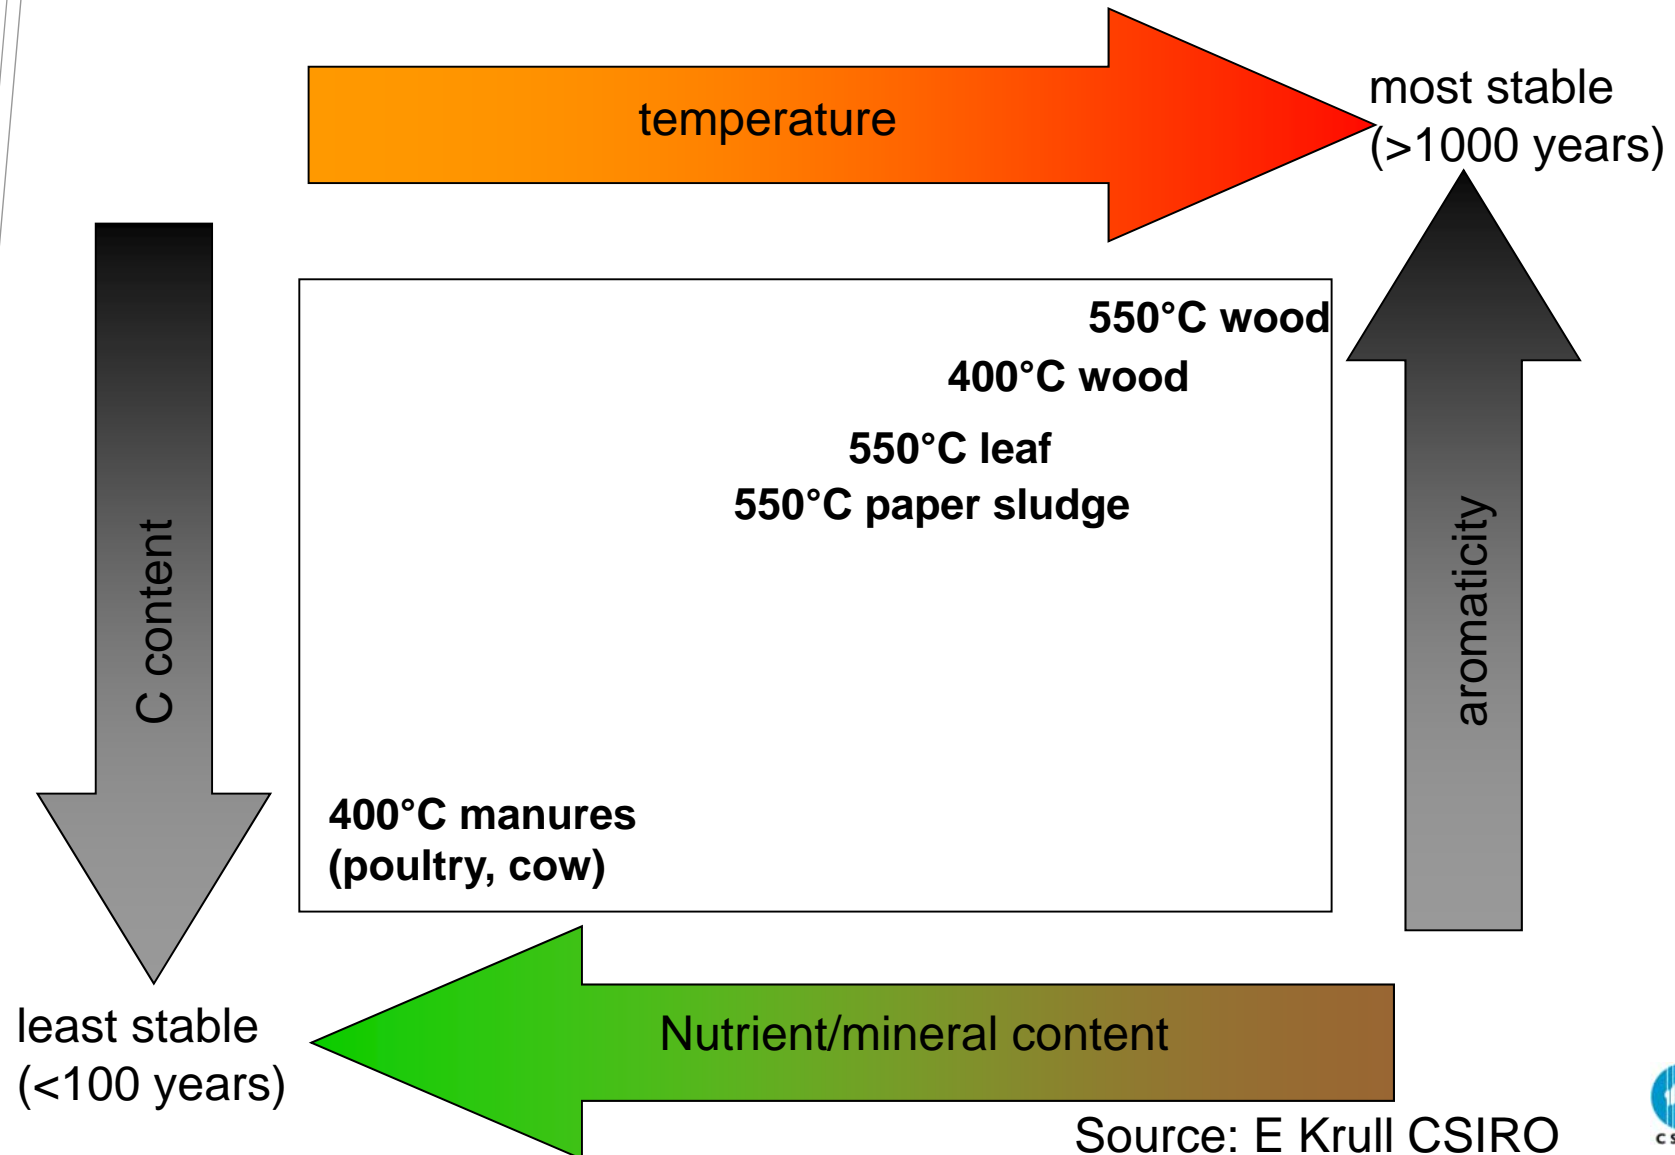 temperature
most stable
(>1000 years)
550°C wood
400°C wood
550°C leaf
550°C paper sludge
C content
aromaticity
400°C manures
(poultry, cow)
least stable
(<100 years)
Nutrient/mineral content
Source: E Krull CSIRO